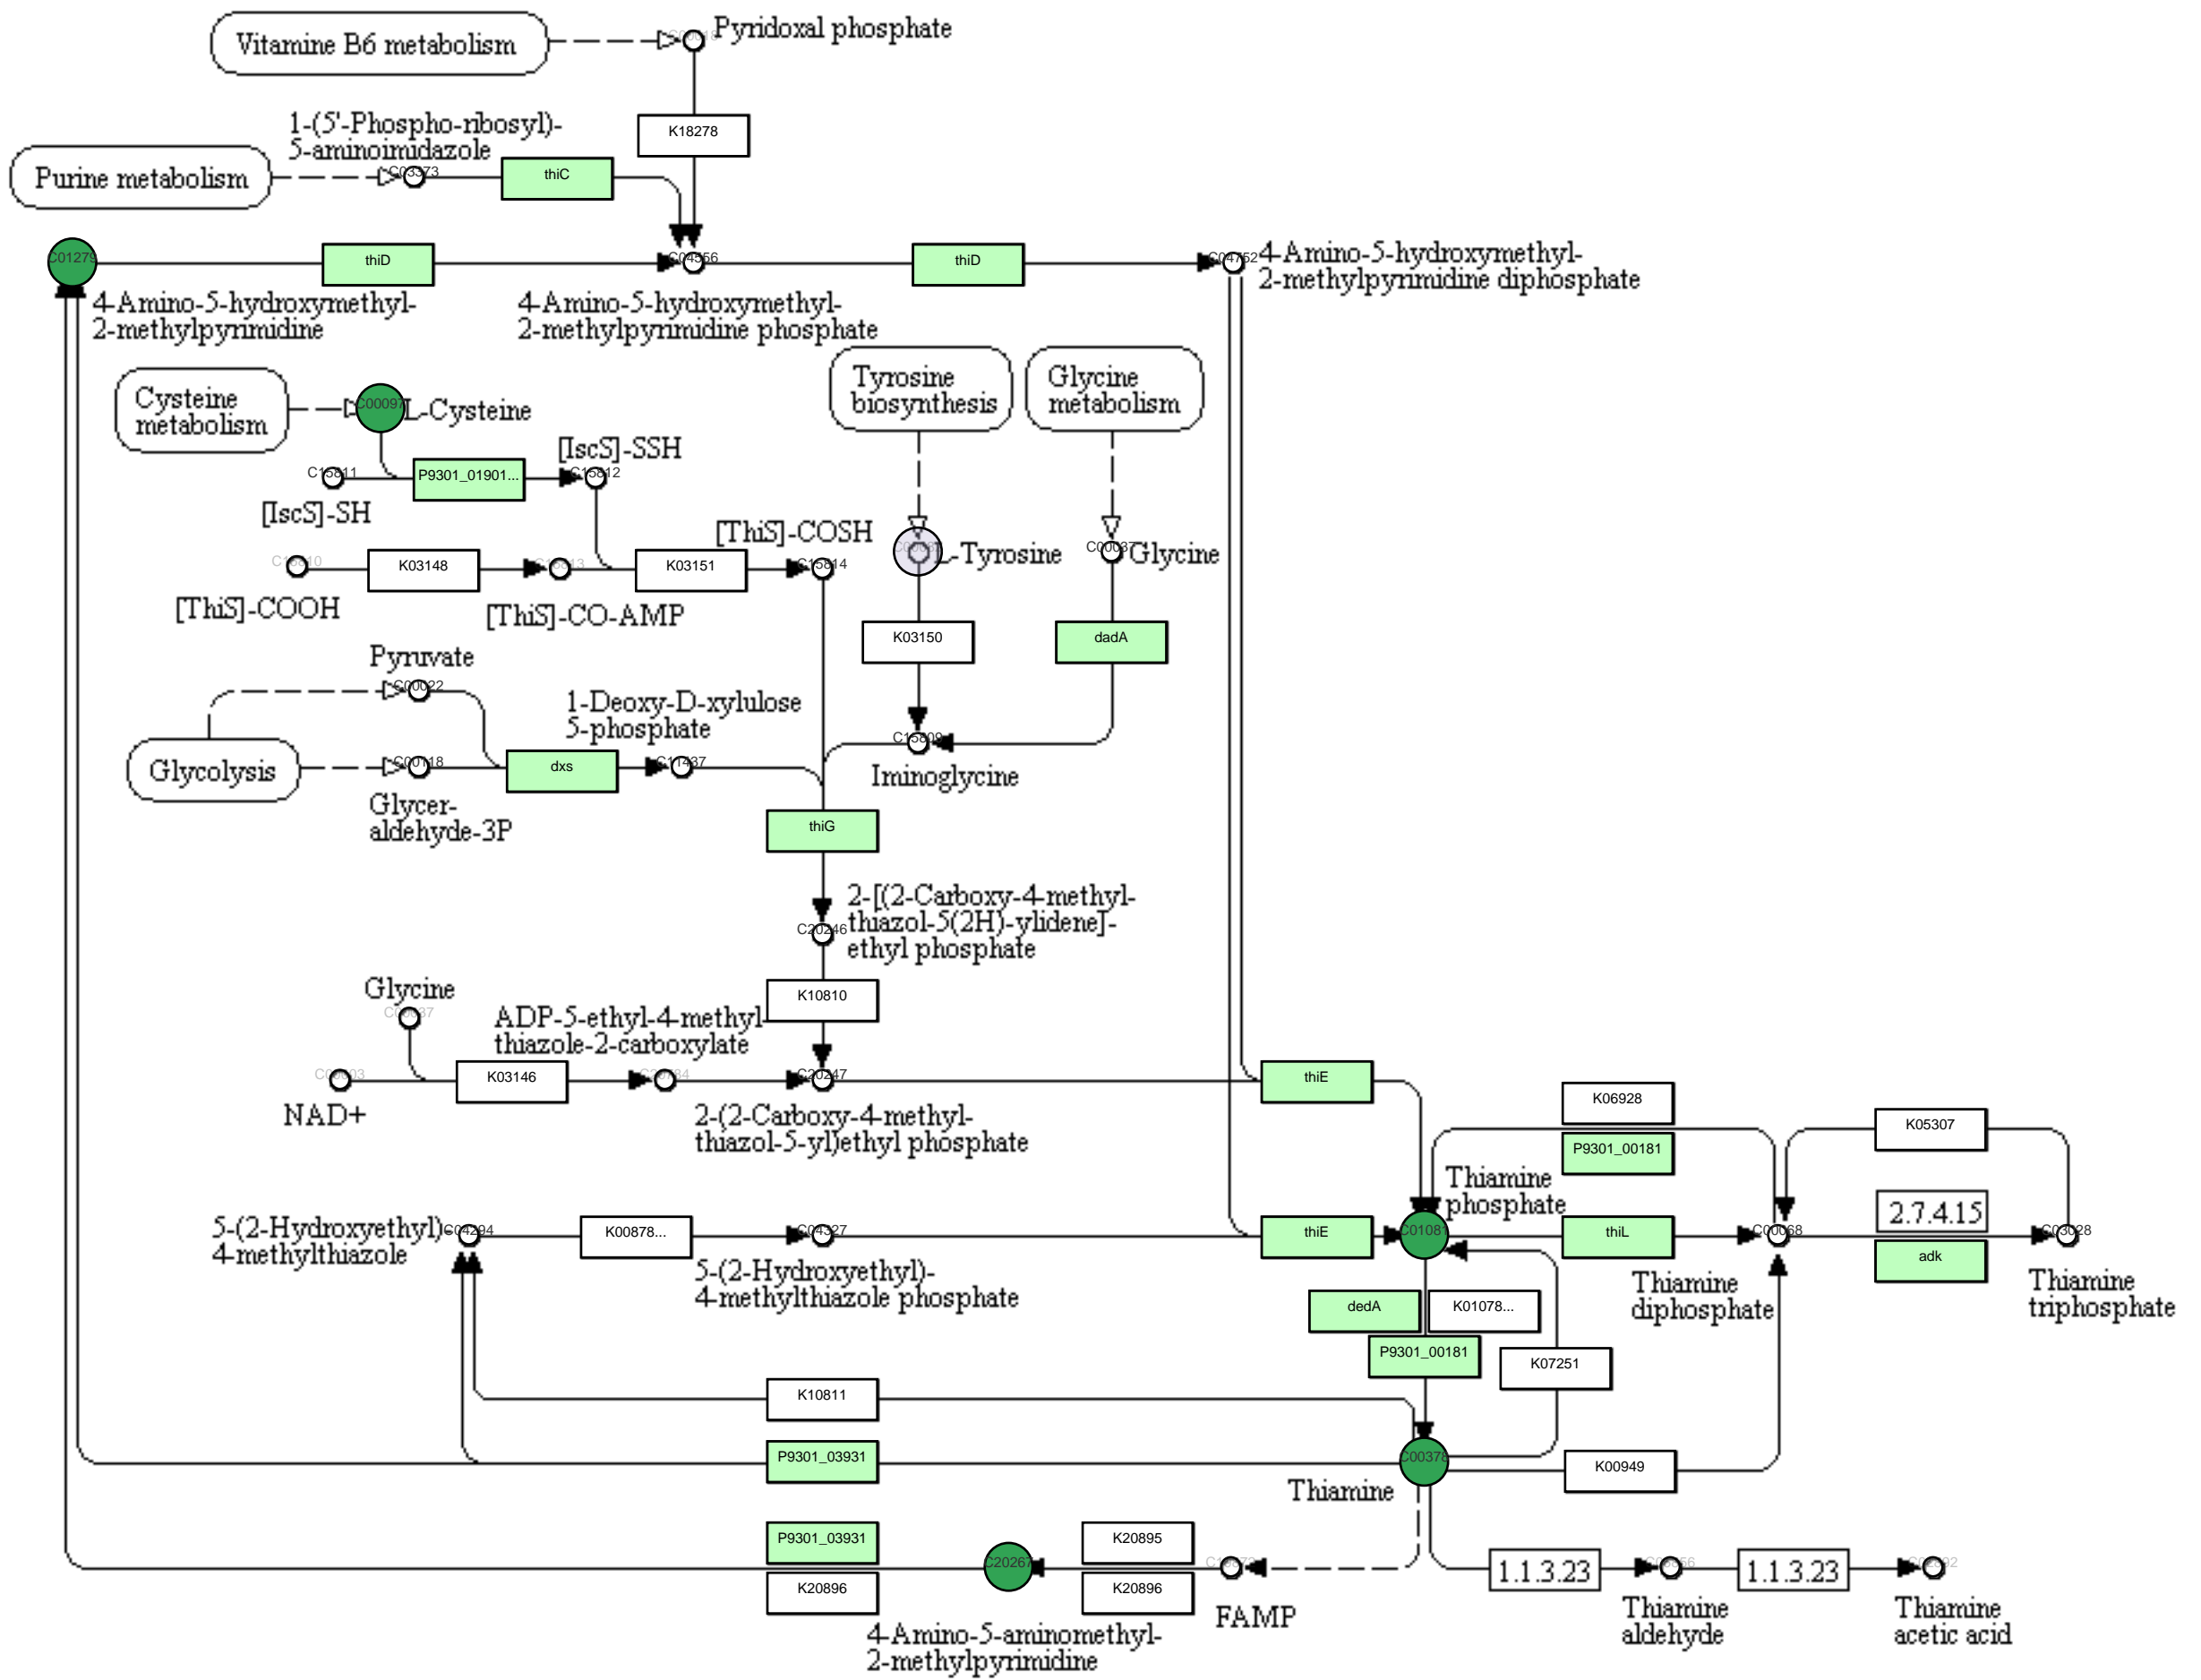 Vitamine B6 metabolism
Pyridoxal phosphate
K18278
1-(5'-Phospho-ribosyl)-
5-aminoimidazole
Purine metabolism
C03373
thiC
C01279
thiD
C04556
thiD
C04752
4-Amino-5-hydroxymethyl-
2-methylpyrimidine diphosphate
4-Amino-5-hydroxymethyl-
2-methylpyrimidine
4-Amino-5-hydroxymethyl-
2-methylpyrimidine phosphate
Cysteine
metabolism
C00097
L-Cysteine
Tyrosine
biosynthesis
Glycine
metabolism
[IscS]-SSH
C15811
P9301_01901...
C15812
[IscS]-SH
[ThiS]-COSH
L-Tyrosine
C00037
Glycine
C15810
K03148
C15813
K03151
C15814
[ThiS]-COOH
[ThiS]-CO-AMP
K03150
dadA
Pyruvate
C00022
1-Deoxy-D-xylulose
5-phosphate
C15809
Iminoglycine
Glycolysis
C00118
dxs
C11437
Glycer-
aldehyde-3P
thiG
2-[(2-Carboxy-4-methyl-
thiazol-5(2H)-ylidene]-
ethyl phosphate
C20246
Glycine
C00037
K10810
ADP-5-ethyl-4-methyl-
thiazole-2-carboxylate
C00003
K03146
C20784
C20247
thiE
NAD+
2-(2-Carboxy-4-methyl-
thiazol-5-yl)ethyl phosphate
K06928
P9301_00181
K05307
Thiamine
phosphate
5-(2-Hydroxyethyl)-
4-methylthiazole
C04294
K00878...
C04327
thiE
C01081
thiL
C00068
2.7.4.15
adk
C03028
5-(2-Hydroxyethyl)-
4-methylthiazole phosphate
Thiamine
diphosphate
Thiamine
triphosphate
dedA
K01078...
P9301_00181
K07251
K10811
P9301_03931
C00378
K00949
Thiamine
P9301_03931
K20896
C20267
K20895
K20896
FAMP
1.1.3.23
1.1.3.23
4-Amino-5-aminomethyl-
2-methylpyrimidine
Thiamine
aldehyde
Thiamine
acetic acid